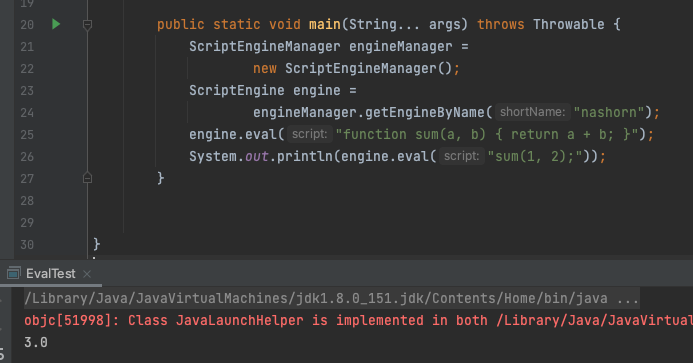 20 public static void main(String... args) throws Throwable {
21 ScriptEngineManager engineManager =
22 new ScriptEngineManager();
23 ScriptEngine engine =
24 engineManager.getEngineByName( shortName: "nashorn");
25 engine.eval( script: "function sum(a, b) { return a + b; }");
26 System.out.println(engine.eval( script: "sum(1, 2);"));
27 }
28
29
30 }
EvalTest ×
/Library/Java/JavaVirtualMachines/jdk1.8.0_151.jdk/Contents/Home/bin/java ...
objc[51998]: Class JavaLaunchHelper is implemented in both /Library/Java/JavaVirtual
3.0